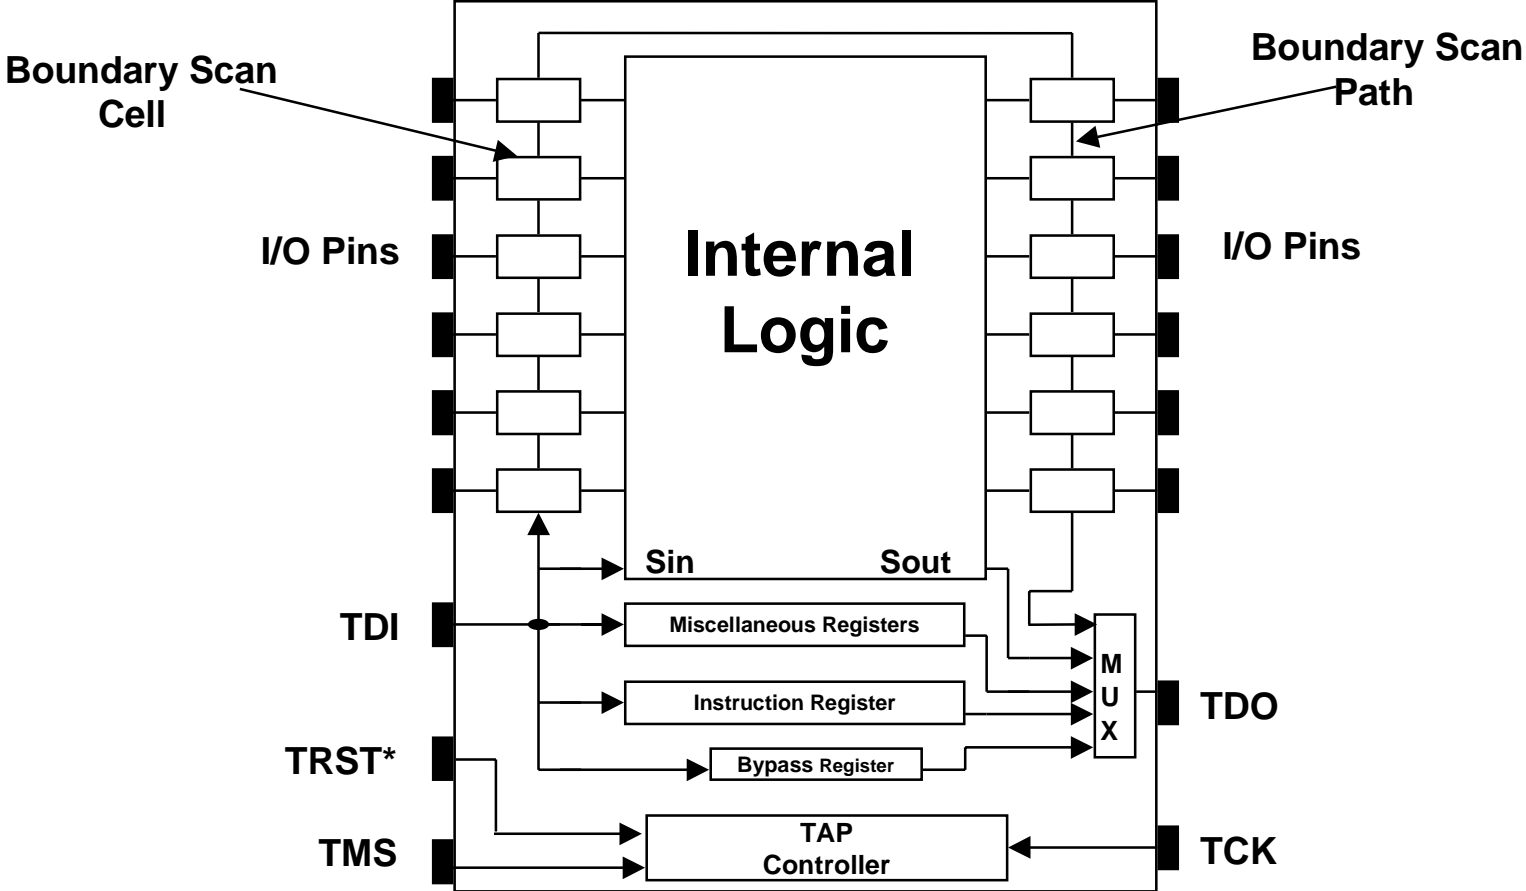 Boundary Scan
Cell
Boundary Scan
Path
I/O Pins
Internal
Logic
I/O Pins
Sin
Sout
TDI
Miscellaneous Registers
M
U
X
Instruction Register
TDO
TRST*
Bypass Register
TMS
TAP
Controller
TCK